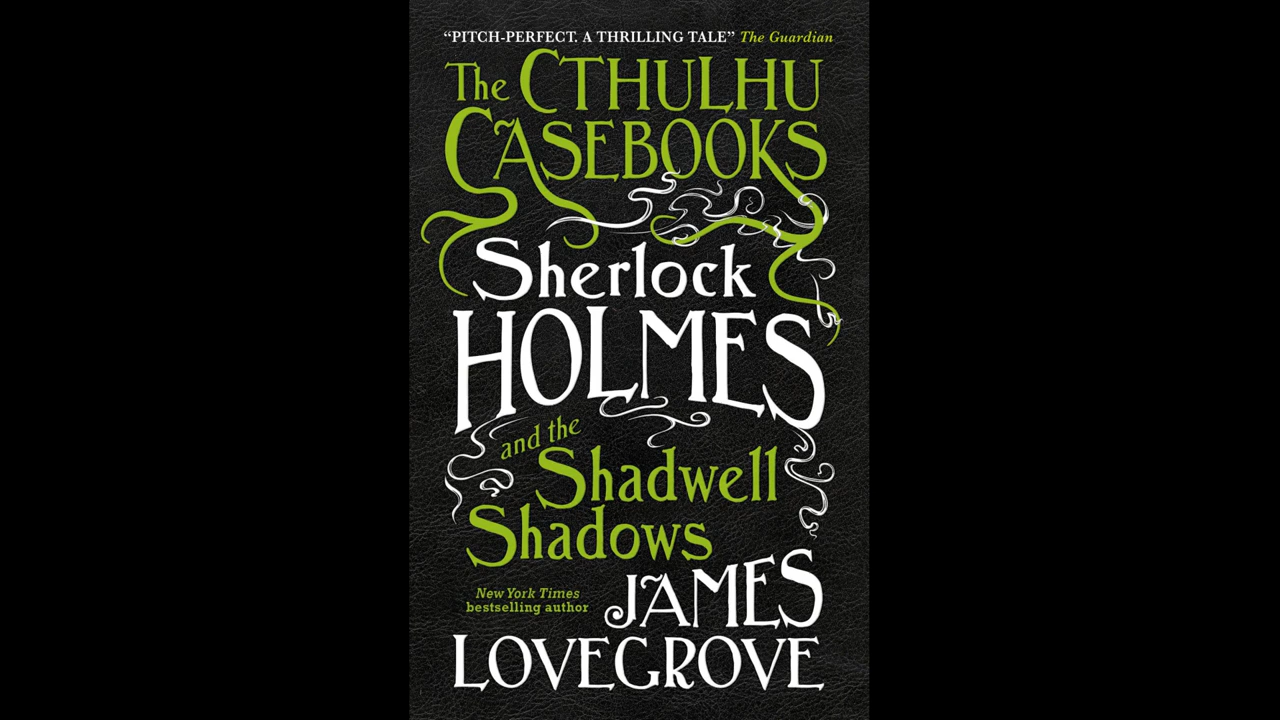 “PITCH-PERFECT. A THRILLING TALE” The Guardian
The CTHULHU
CASEBOOKS
Sherlock
HOLMES
and the
Shadwell
Shadows
New York Times
bestselling author
JAMES
LOVEGROVE